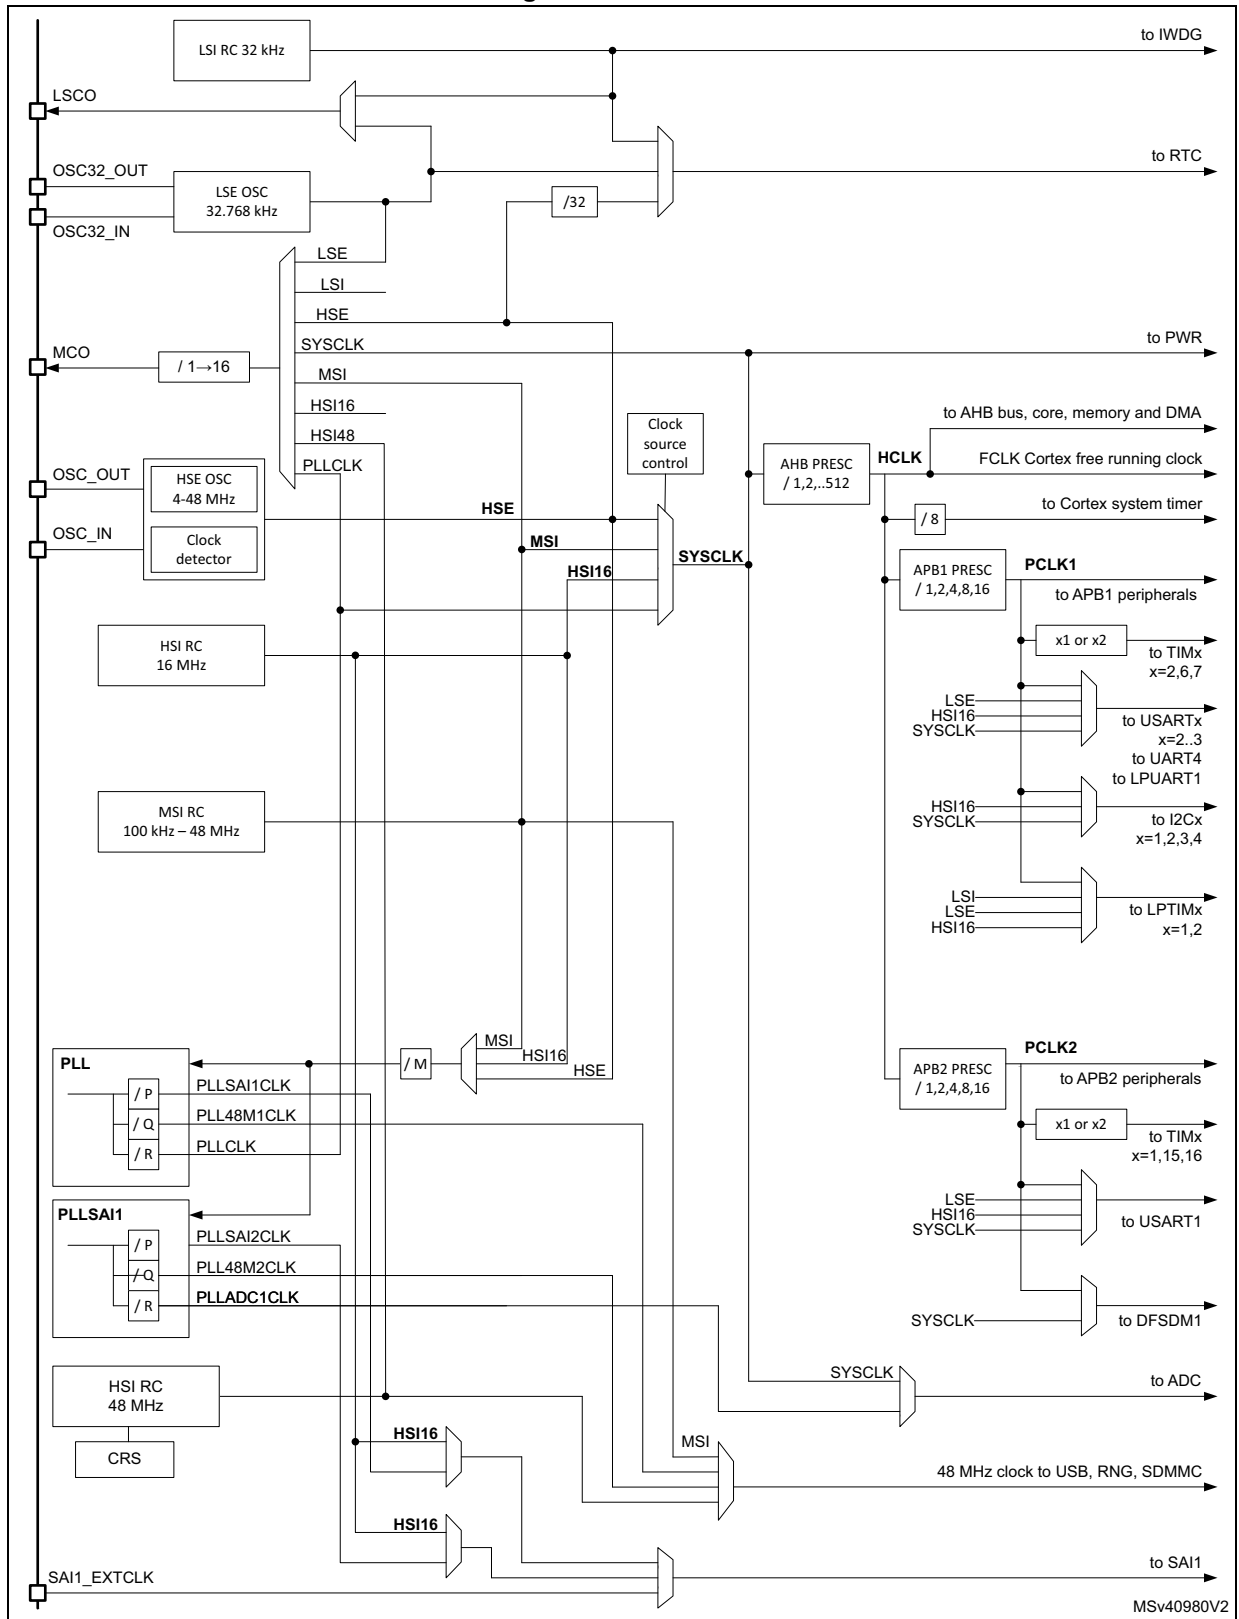 to IWDG
LSI RC 32 kHz
LSCO
to RTC
OSC32_OUT
LSE OSC
32.768 kHz
/32
OSC32_IN
LSE
LSI
HSE
SYSCLK
to PWR
MCO
/ 1→16
MSI
HSI16
HSI48
PLLCLK
Clock
source
control
to AHB bus, core, memory and DMA
AHB PRESC
/ 1,2,..512
HCLK
FCLK Cortex free running clock
OSC_OUT
HSE OSC
4-48 MHz
OSC_IN
Clock
detector
HSE
MSI
HSI16
SYSCLK
/ 8
to Cortex system timer
APB1 PRESC
/ 1,2,4,8,16
PCLK1
to APB1 peripherals
HSI RC
16 MHz
x1 or x2
to TIMx
x=2,6,7
LSE
HSI16
SYSCLK
to USARTx
x=2..3
to UART4
to LPUART1
MSI RC
100 kHz – 48 MHz
HSI16
SYSCLK
to I2Cx
x=1,2,3,4
LSI
LSE
HSI16
to LPTIMx
x=1,2
MSI
HSI16
HSE
/ M
PLL
/ P
PLLSAI1CLK
/ Q
PLL48M1CLK
/ R
PLLCLK
APB2 PRESC
/ 1,2,4,8,16
PCLK2
to APB2 peripherals
x1 or x2
to TIMx
x=1,15,16
PLLSAI1
/ P
PLLSAI2CLK
/ Q
PLL48M2CLK
/ R
PLLADC1CLK
LSE
HSI16
SYSCLK
to USART1
SYSCLK
to DFSDM1
HSI RC
48 MHz
CRS
SYSCLK
to ADC
HSI16
MSI
48 MHz clock to USB, RNG, SDMMC
HSI16
SAI1_EXTCLK
to SAI1
MSv40980V2